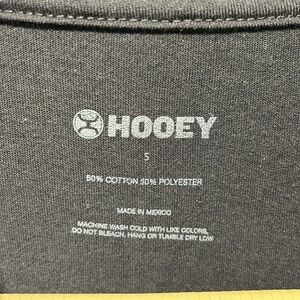 HOOEY
S
50% COTTON 50% POLYESTER
MADE IN MEXICO
MACHINE WASH COLD WITH LIKE COLORS,
DO NOT BLEACH, HANG OR TUMBLE DRY LOW